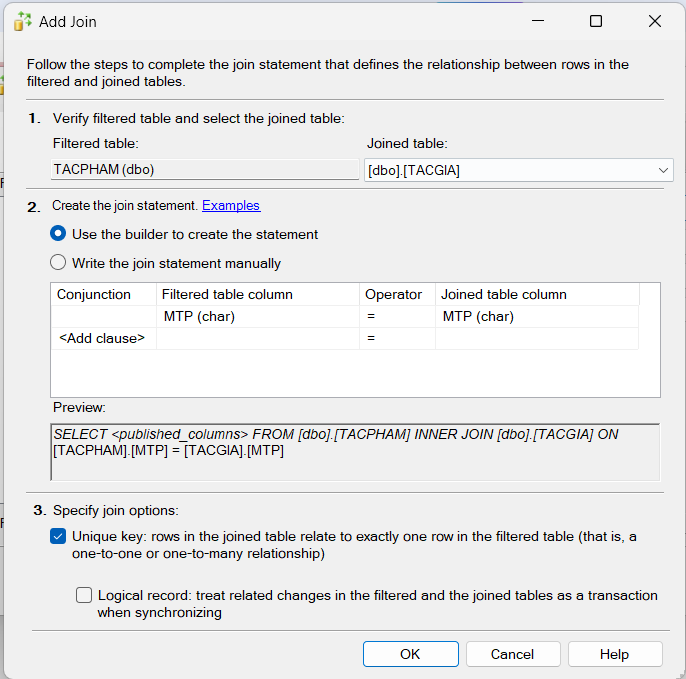 Add Join
Follow the steps to complete the join statement that defines the relationship between rows in the
filtered and joined tables.
1. Verify filtered table and select the joined table:
Filtered table: Joined table:
TACPHAM (dbo) [dbo].[TACGIA]
2. Create the join statement. Examples
Use the builder to create the statement
Write the join statement manually
Conjunction Filtered table column Operator Joined table column
MTP (char) = MTP (char)
<Add clause> =
Preview:
SELECT <published_columns> FROM [dbo].[TACPHAM] INNER JOIN [dbo].[TACGIA] ON
[TACPHAM].[MTP] = [TACGIA].[MTP]
3. Specify join options:
Unique key: rows in the joined table relate to exactly one row in the filtered table (that is, a
one-to-one or one-to-many relationship)
Logical record: treat related changes in the filtered and the joined tables as a transaction
when synchronizing
OK Cancel Help